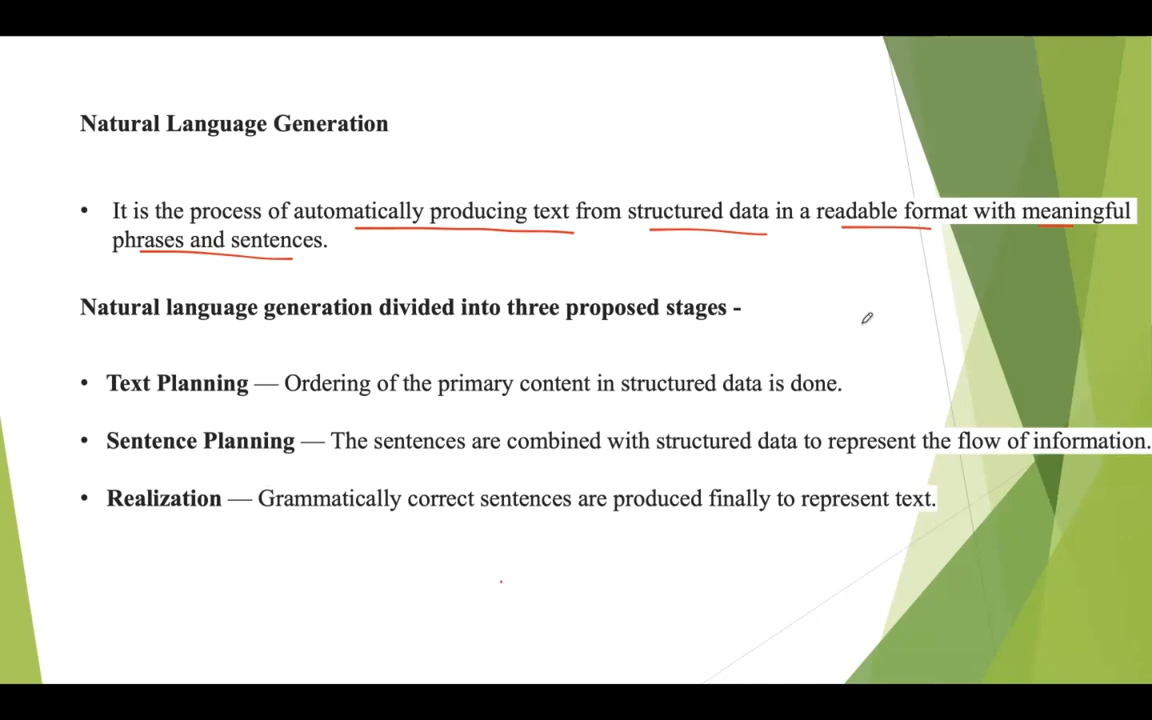 Natural Language Generation
• It is the process of automatically producing text from structured data in a readable format with meaningful
phrases and sentences.
Natural language generation divided into three proposed stages -
• Text Planning — Ordering of the primary content in structured data is done.
• Sentence Planning — The sentences are combined with structured data to represent the flow of information.
• Realization — Grammatically correct sentences are produced finally to represent text.